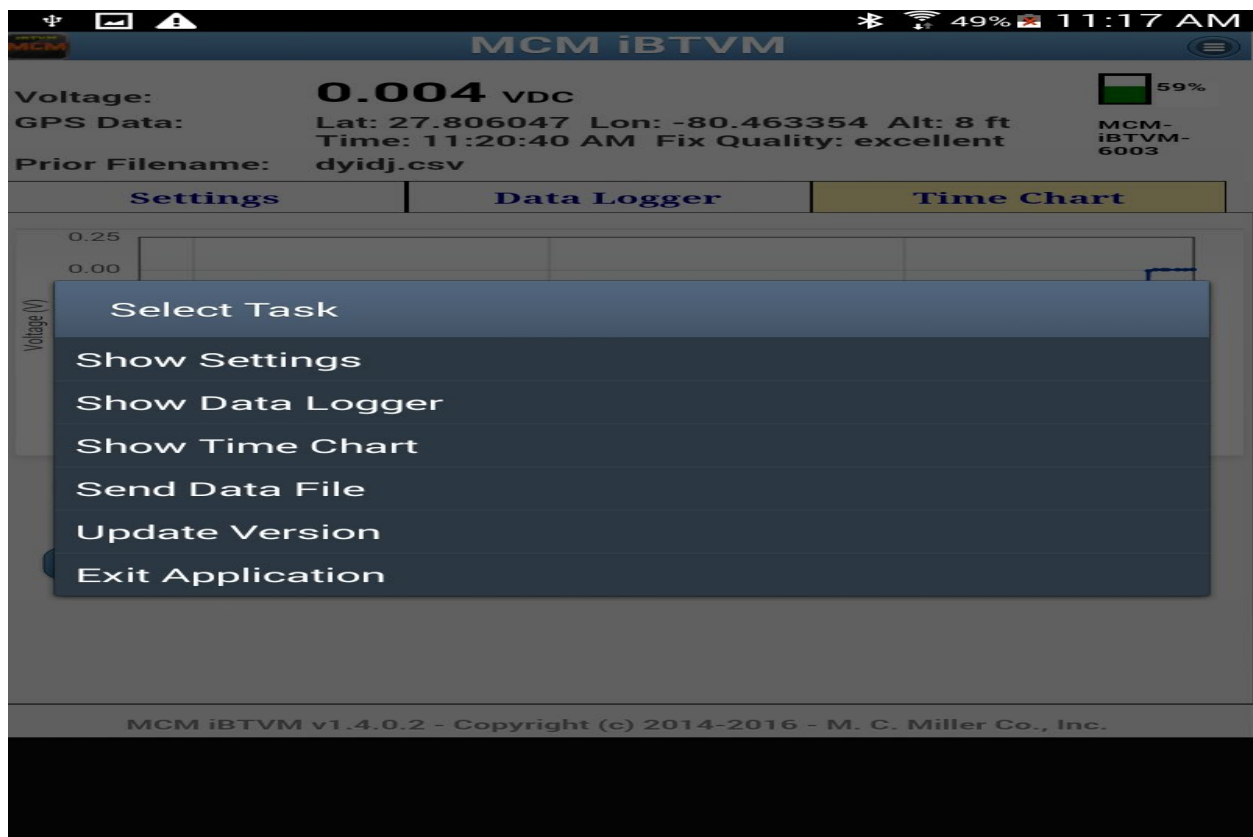 49% 11:17 AM
MCM MCM iBTVM
Voltage: 0.004 VDC 59%
GPS Data: Lat: 27.806047 Lon: -80.463354 Alt: 8 ft
Time: 11:20:40 AM Fix Quality: excellent
MCM-
iBTVM-
6003
Prior Filename: dyidj.csv
Settings Data Logger Time Chart
0.25
0.00
Voltage (V)
Select Task
Show Settings
Show Data Logger
Show Time Chart
Send Data File
Update Version
Exit Application
MCM iBTVM v1.4.0.2 - Copyright (c) 2014-2016 - M. C. Miller Co., Inc.